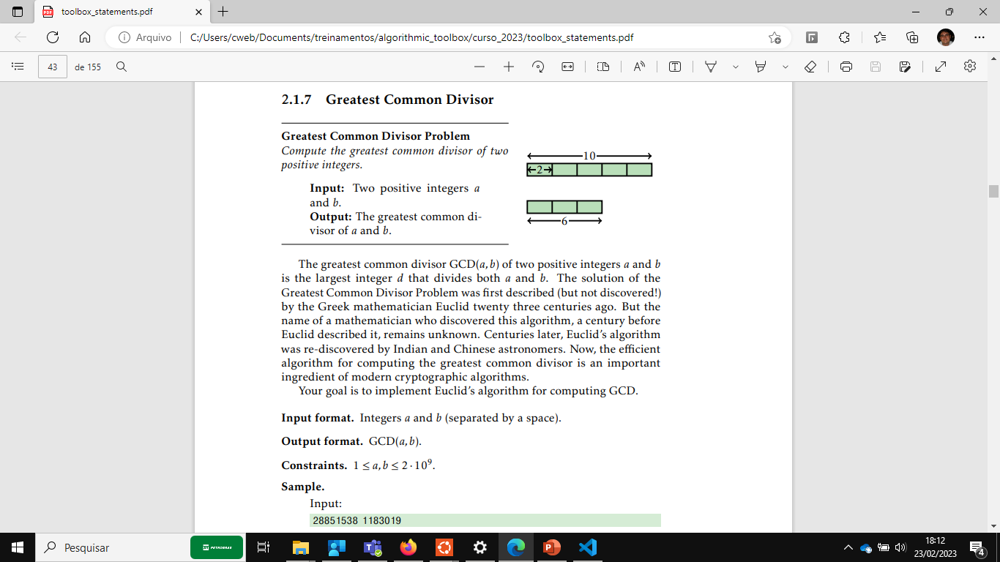 toolbox_statements.pdf
Arquivo C:/Users/cweb/Documents/treinamentos/algorithmic_toolbox/curso_2023/toolbox_statements.pdf
43 de 155
2.1.7 Greatest Common Divisor
Greatest Common Divisor Problem
Compute the greatest common divisor of two
positive integers.
Input: Two positive integers a
and b.
Output: The greatest common di-
visor of a and b.
10
2
6
The greatest common divisor GCD(a,b) of two positive integers a and b
is the largest integer d that divides both a and b. The solution of the
Greatest Common Divisor Problem was first described (but not discovered!)
by the Greek mathematician Euclid twenty three centuries ago. But the
name of a mathematician who discovered this algorithm, a century before
Euclid described it, remains unknown. Centuries later, Euclid's algorithm
was re-discovered by Indian and Chinese astronomers. Now, the efficient
algorithm for computing the greatest common divisor is an important
ingredient of modern cryptographic algorithms.
Your goal is to implement Euclid's algorithm for computing GCD.
Input format. Integers a and b (separated by a space).
Output format. GCD(a,b).
Constraints. 1 ≤ a,b ≤ 2·10⁹.
Sample.
Input:
28851538 1183019
Pesquisar
PETROBRAS
18:12
23/02/2023
4